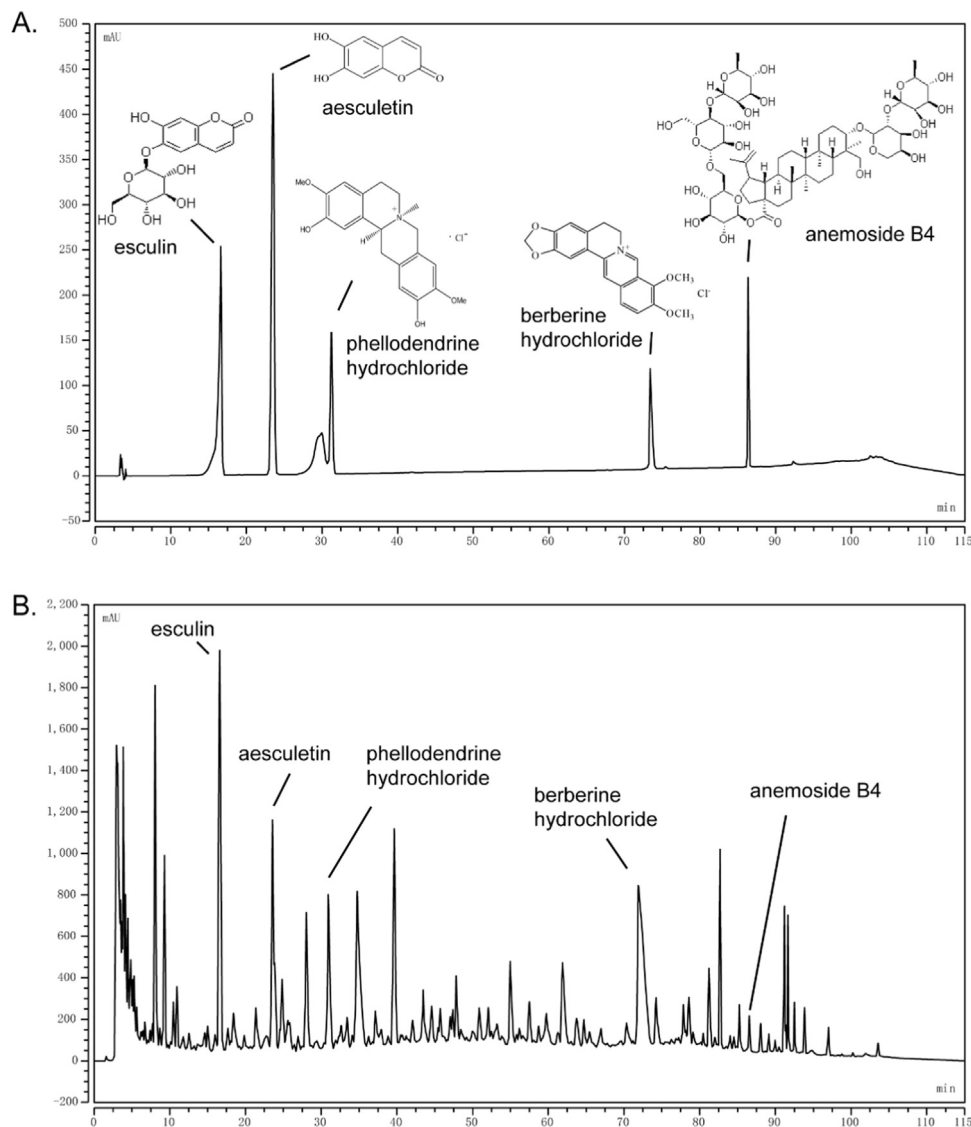 A.
mAU
500
450
400
350
300
250
200
150
100
50
0
-50
0
10
20
30
40
50
60
70
80
90
100
115
min
HO
HO
O
O
aesculetin
HO
O
O
O
HO
OH
O
OH
OH
esculin
MeO
HO
N
+
H
· Cl⁻
OMe
OH
phellodendrine
hydrochloride
O
O
N⁺
OCH₃
OCH₃
Cl⁻
berberine
hydrochloride
anemoside B4
B.
mAU
2,200
2,000
1,800
1,600
1,400
1,200
1,000
800
600
400
200
0
-200
0
10
20
30
40
50
60
70
80
90
100
115
min
esculin
aesculetin
phellodendrine
hydrochloride
berberine
hydrochloride
anemoside B4